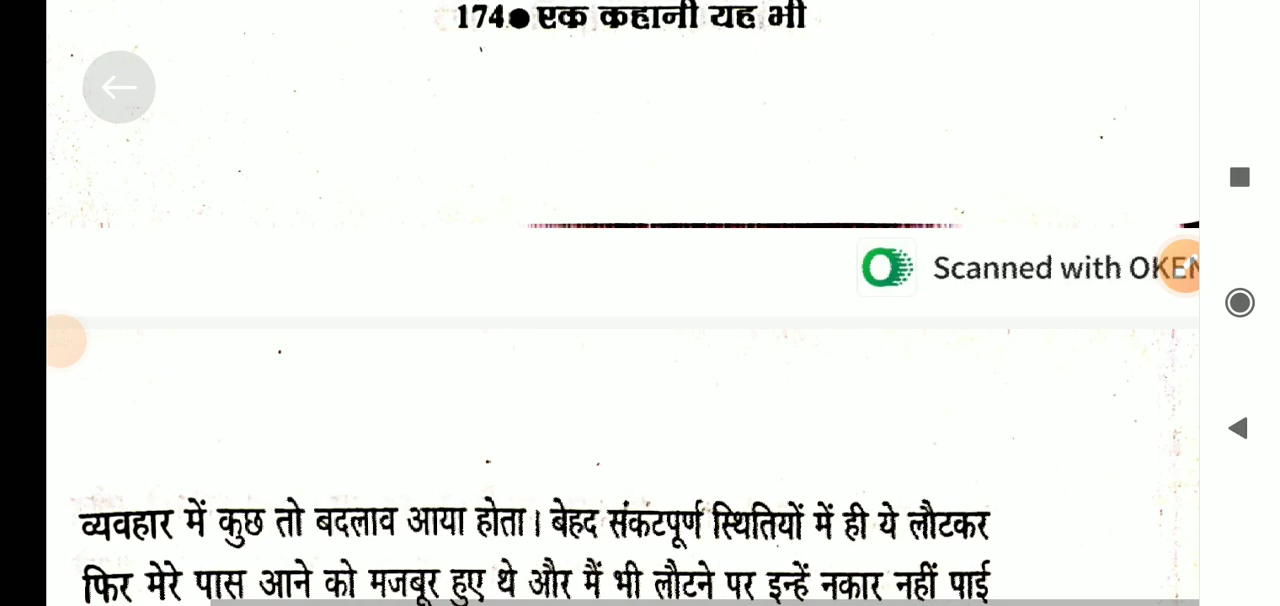 174● एक कहानी यह भी
Scanned with OKEN
व्यवहार में कुछ तो बदलाव आया होता। बेहद संकटपूर्ण स्थितियों में ही ये लौटकर
फिर मेरे पास आने को मजबूर हुए थे और मैं भी लौटने पर इन्हें नकार नहीं पाई